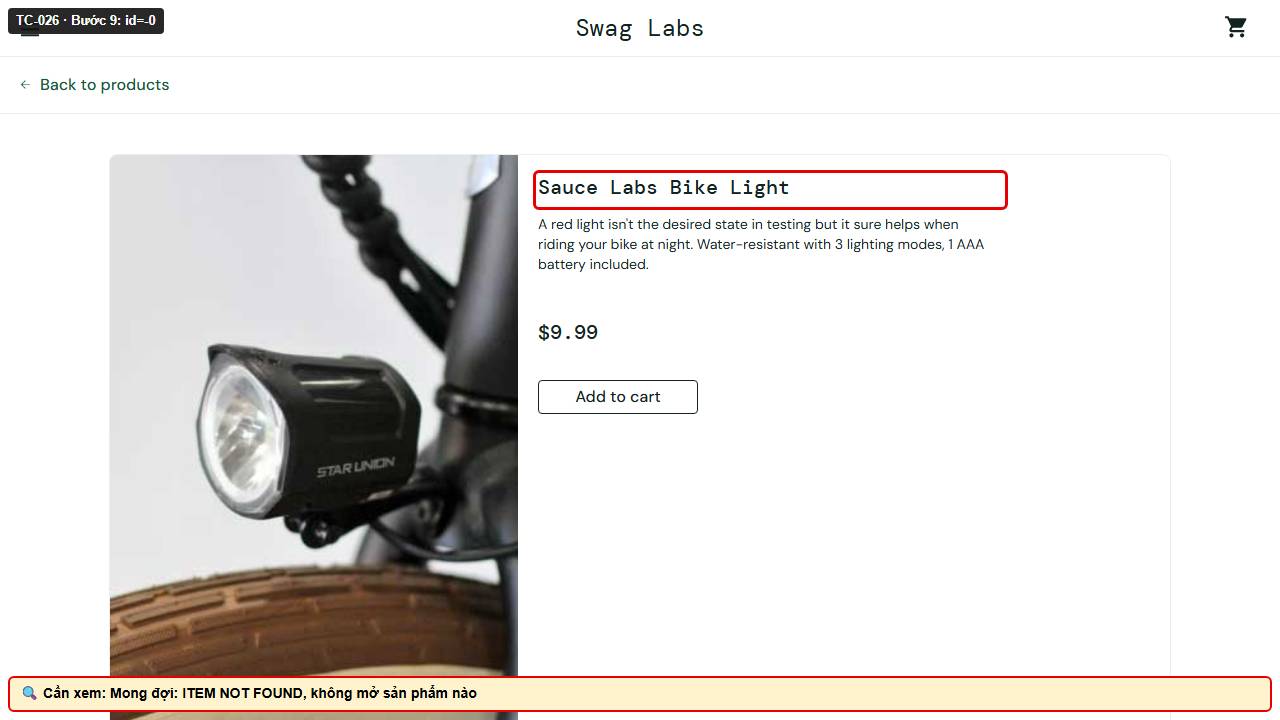 TC-026 · Bước 9: id=-0
Swag Labs
Back to products
Sauce Labs Bike Light
A red light isn't the desired state in testing but it sure helps when
riding your bike at night. Water-resistant with 3 lighting modes, 1 AAA
battery included.
$9.99
Add to cart
STAR UNION
Cần xem: Mong đợi: ITEM NOT FOUND, không mở sản phẩm nào